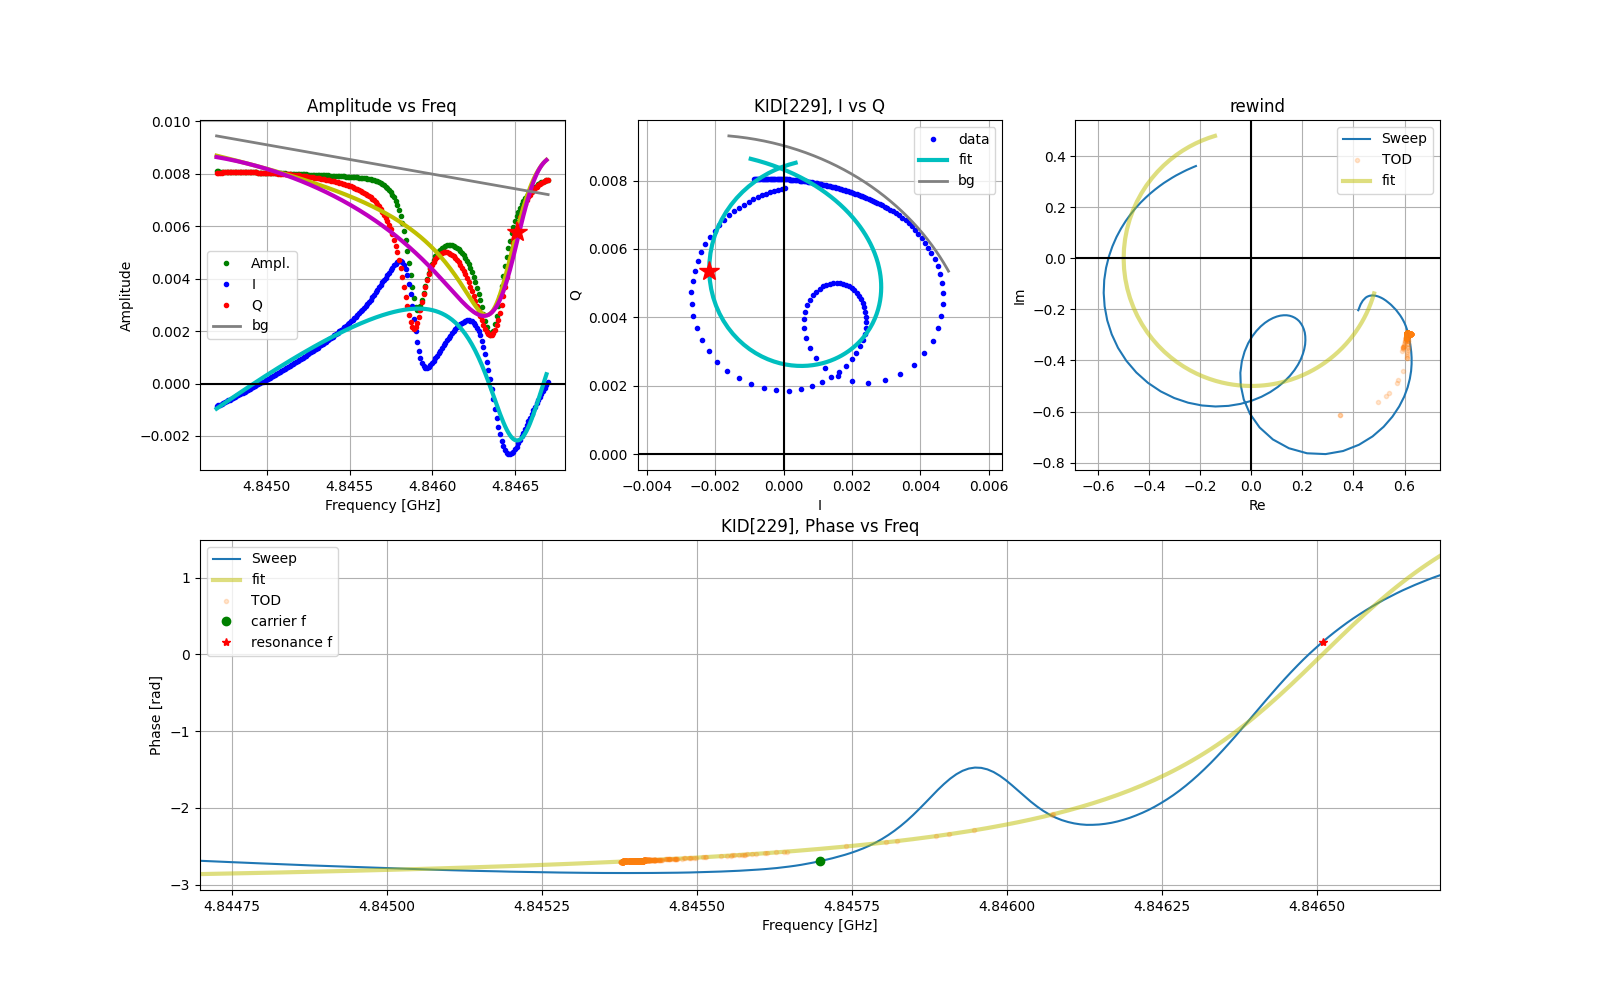 Amplitude vs Freq
0.010
0.008
0.006
0.004
0.002
0.000
−0.002
Amplitude
Ampl.
I
Q
bg
4.8450
4.8455
4.8460
4.8465
Frequency [GHz]
KID[229], I vs Q
0.008
0.006
0.004
0.002
0.000
Q
data
fit
bg
−0.004
−0.002
0.000
0.002
0.004
0.006
I
rewind
0.4
0.2
0.0
−0.2
−0.4
−0.6
−0.8
Im
Sweep
TOD
fit
−0.6
−0.4
−0.2
0.0
0.2
0.4
0.6
Re
KID[229], Phase vs Freq
1
0
−1
−2
−3
Phase [rad]
Sweep
fit
TOD
carrier f
resonance f
4.84475
4.84500
4.84525
4.84550
4.84575
4.84600
4.84625
4.84650
Frequency [GHz]